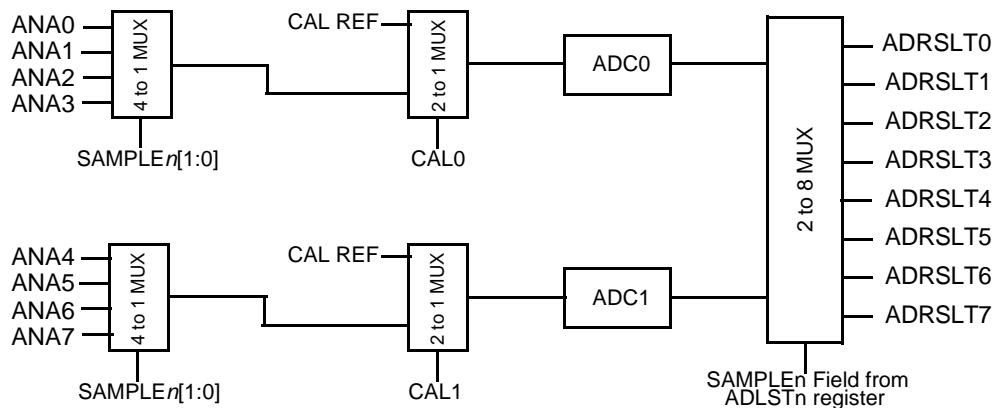 ANA0
ANA1
ANA2
ANA3
4 to 1 MUX
SAMPLEn[1:0]
CAL REF
2 to 1 MUX
CAL0
ADC0
ANA4
ANA5
ANA6
ANA7
4 to 1 MUX
SAMPLEn[1:0]
CAL REF
2 to 1 MUX
CAL1
ADC1
2 to 8 MUX
ADRSLT0
ADRSLT1
ADRSLT2
ADRSLT3
ADRSLT4
ADRSLT5
ADRSLT6
ADRSLT7
SAMPLEn Field from
ADLSTn register